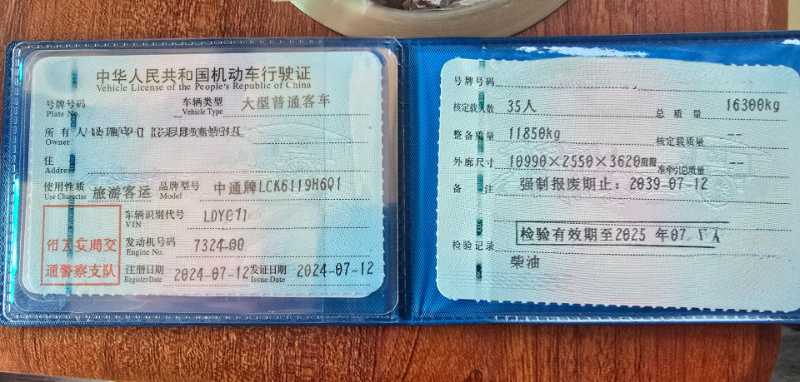 中华人民共和国机动车行驶证
Vehicle License of the People's Republic of China
号牌号码 车辆类型 大型普通客车
Plate No. Vehicle Type
所有人
Owner
住
Address
使用性质 旅游客运 品牌型号 中通牌LCK6119H6Q1
Use Character Model
车辆识别代号 LDY
VIN
发动机号码 7324
Engine No.
注册日期 2024-07-12 发证日期 2024-07-12
Register Date Issue Date
交
通警察支队
号牌号码
核定载人数 35人 总质量 16300kg
整备质量 11850kg 核定载质量 --
外廓尺寸 10990×2550×3620 准牵引总质量 --
备注 强制报废期止：2039-07-12
检验有效期至2025年07 月
检验记录
柴油